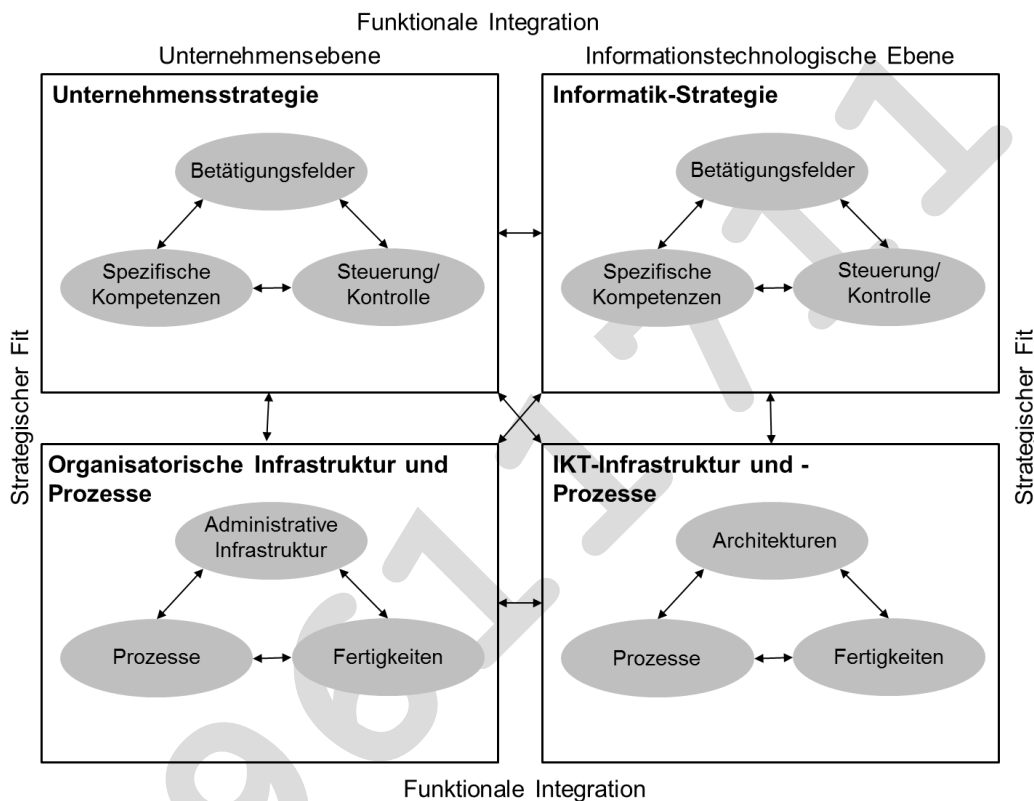 Funktionale Integration
Unternehmensebene
Informationstechnologische Ebene
Unternehmensstrategie
Betätigungsfelder
Spezifische
Kompetenzen
Steuerung/
Kontrolle
Informatik-Strategie
Betätigungsfelder
Spezifische
Kompetenzen
Steuerung/
Kontrolle
Strategischer Fit
Strategischer Fit
Organisatorische Infrastruktur und
Prozesse
Administrative
Infrastruktur
Prozesse
Fertigkeiten
IKT-Infrastruktur und -
Prozesse
Architekturen
Prozesse
Fertigkeiten
Funktionale Integration